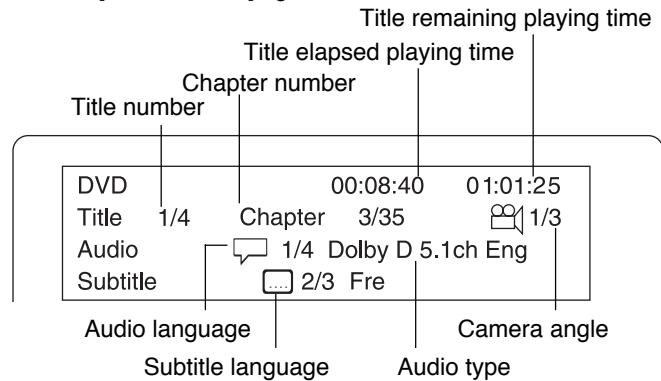 Title remaining playing time
Title elapsed playing time
Chapter number
Title number
DVD 00:08:40 01:01:25
Title 1/4 Chapter 3/35 1/3
Audio 1/4 Dolby D 5.1ch Eng
Subtitle .... 2/3 Fre
Audio language Camera angle
Subtitle language Audio type